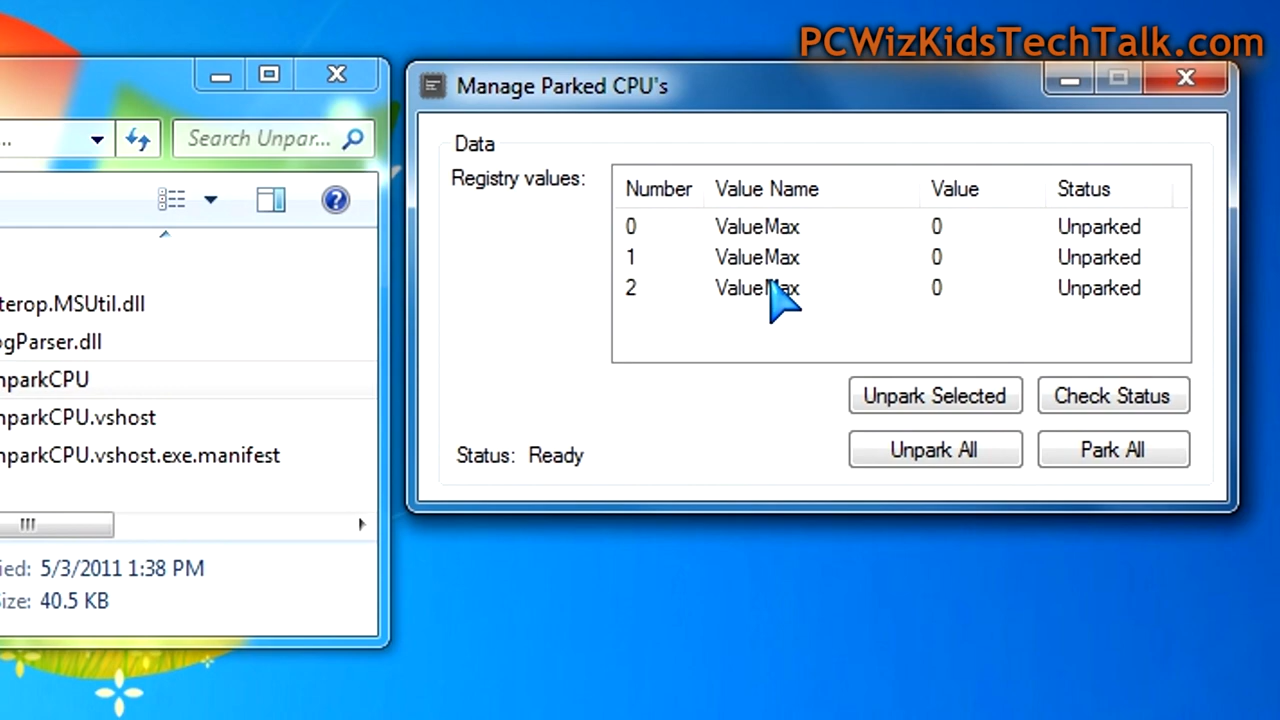 PCWizKidsTechTalk.com
Search Unpar...
...
terop.MSUtil.dll
ogParser.dll
nparkCPU
nparkCPU.vshost
nparkCPU.vshost.exe.manifest
ied: 5/3/2011 1:38 PM
Size: 40.5 KB
Manage Parked CPU's
Data
Registry values:
Number Value Name Value Status
0 ValueMax 0 Unparked
1 ValueMax 0 Unparked
2 ValueMax 0 Unparked
Unpark Selected Check Status
Status: Ready Unpark All Park All